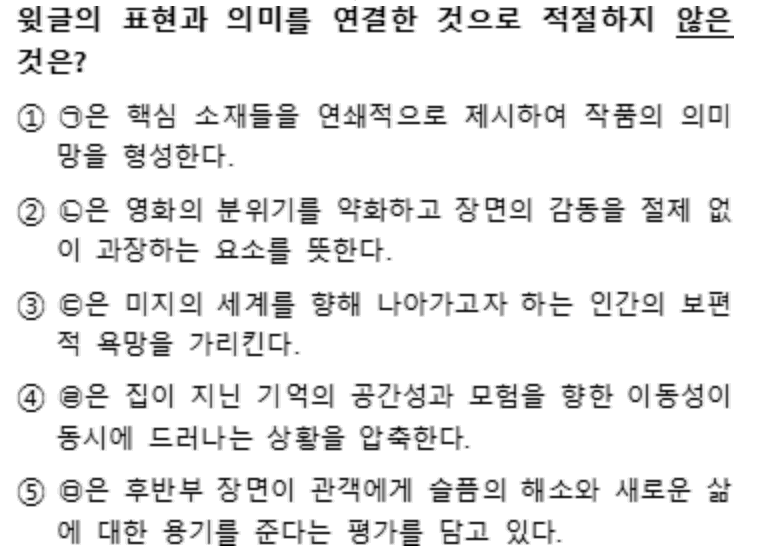 윗글의 표현과 의미를 연결한 것으로 적절하지 않은
것은?
① ㉠은 핵심 소재들을 연쇄적으로 제시하여 작품의 의미
망을 형성한다.
② ㉡은 영화의 분위기를 약화하고 장면의 감동을 절제 없
이 과장하는 요소를 뜻한다.
③ ㉢은 미지의 세계를 향해 나아가고자 하는 인간의 보편
적 욕망을 가리킨다.
④ ㉣은 집이 지닌 기억의 공간성과 모험을 향한 이동성이
동시에 드러나는 상황을 압축한다.
⑤ ㉤은 후반부 장면이 관객에게 슬픔의 해소와 새로운 삶
에 대한 용기를 준다는 평가를 담고 있다.